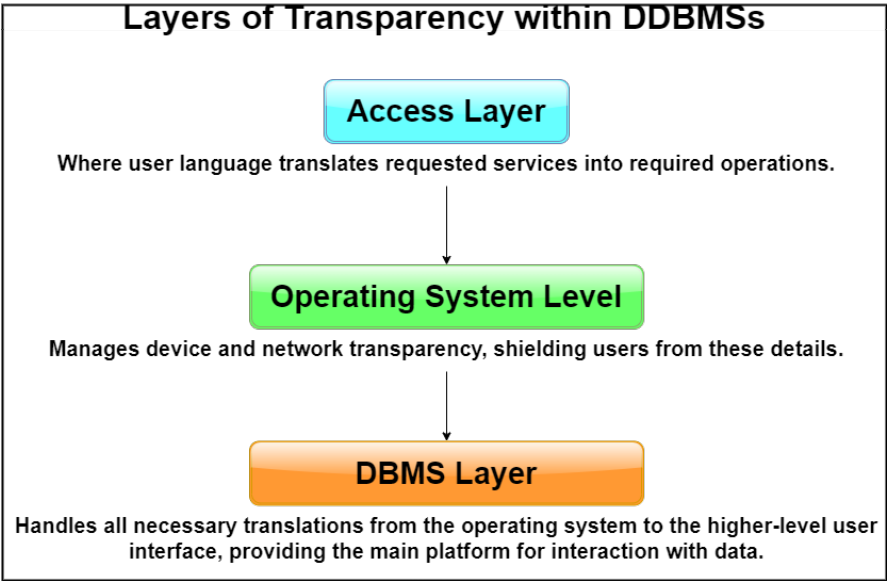 Layers of Transparency within DDBMSs
Access Layer
Where user language translates requested services into required operations.
Operating System Level
Manages device and network transparency, shielding users from these details.
DBMS Layer
Handles all necessary translations from the operating system to the higher-level user
interface, providing the main platform for interaction with data.